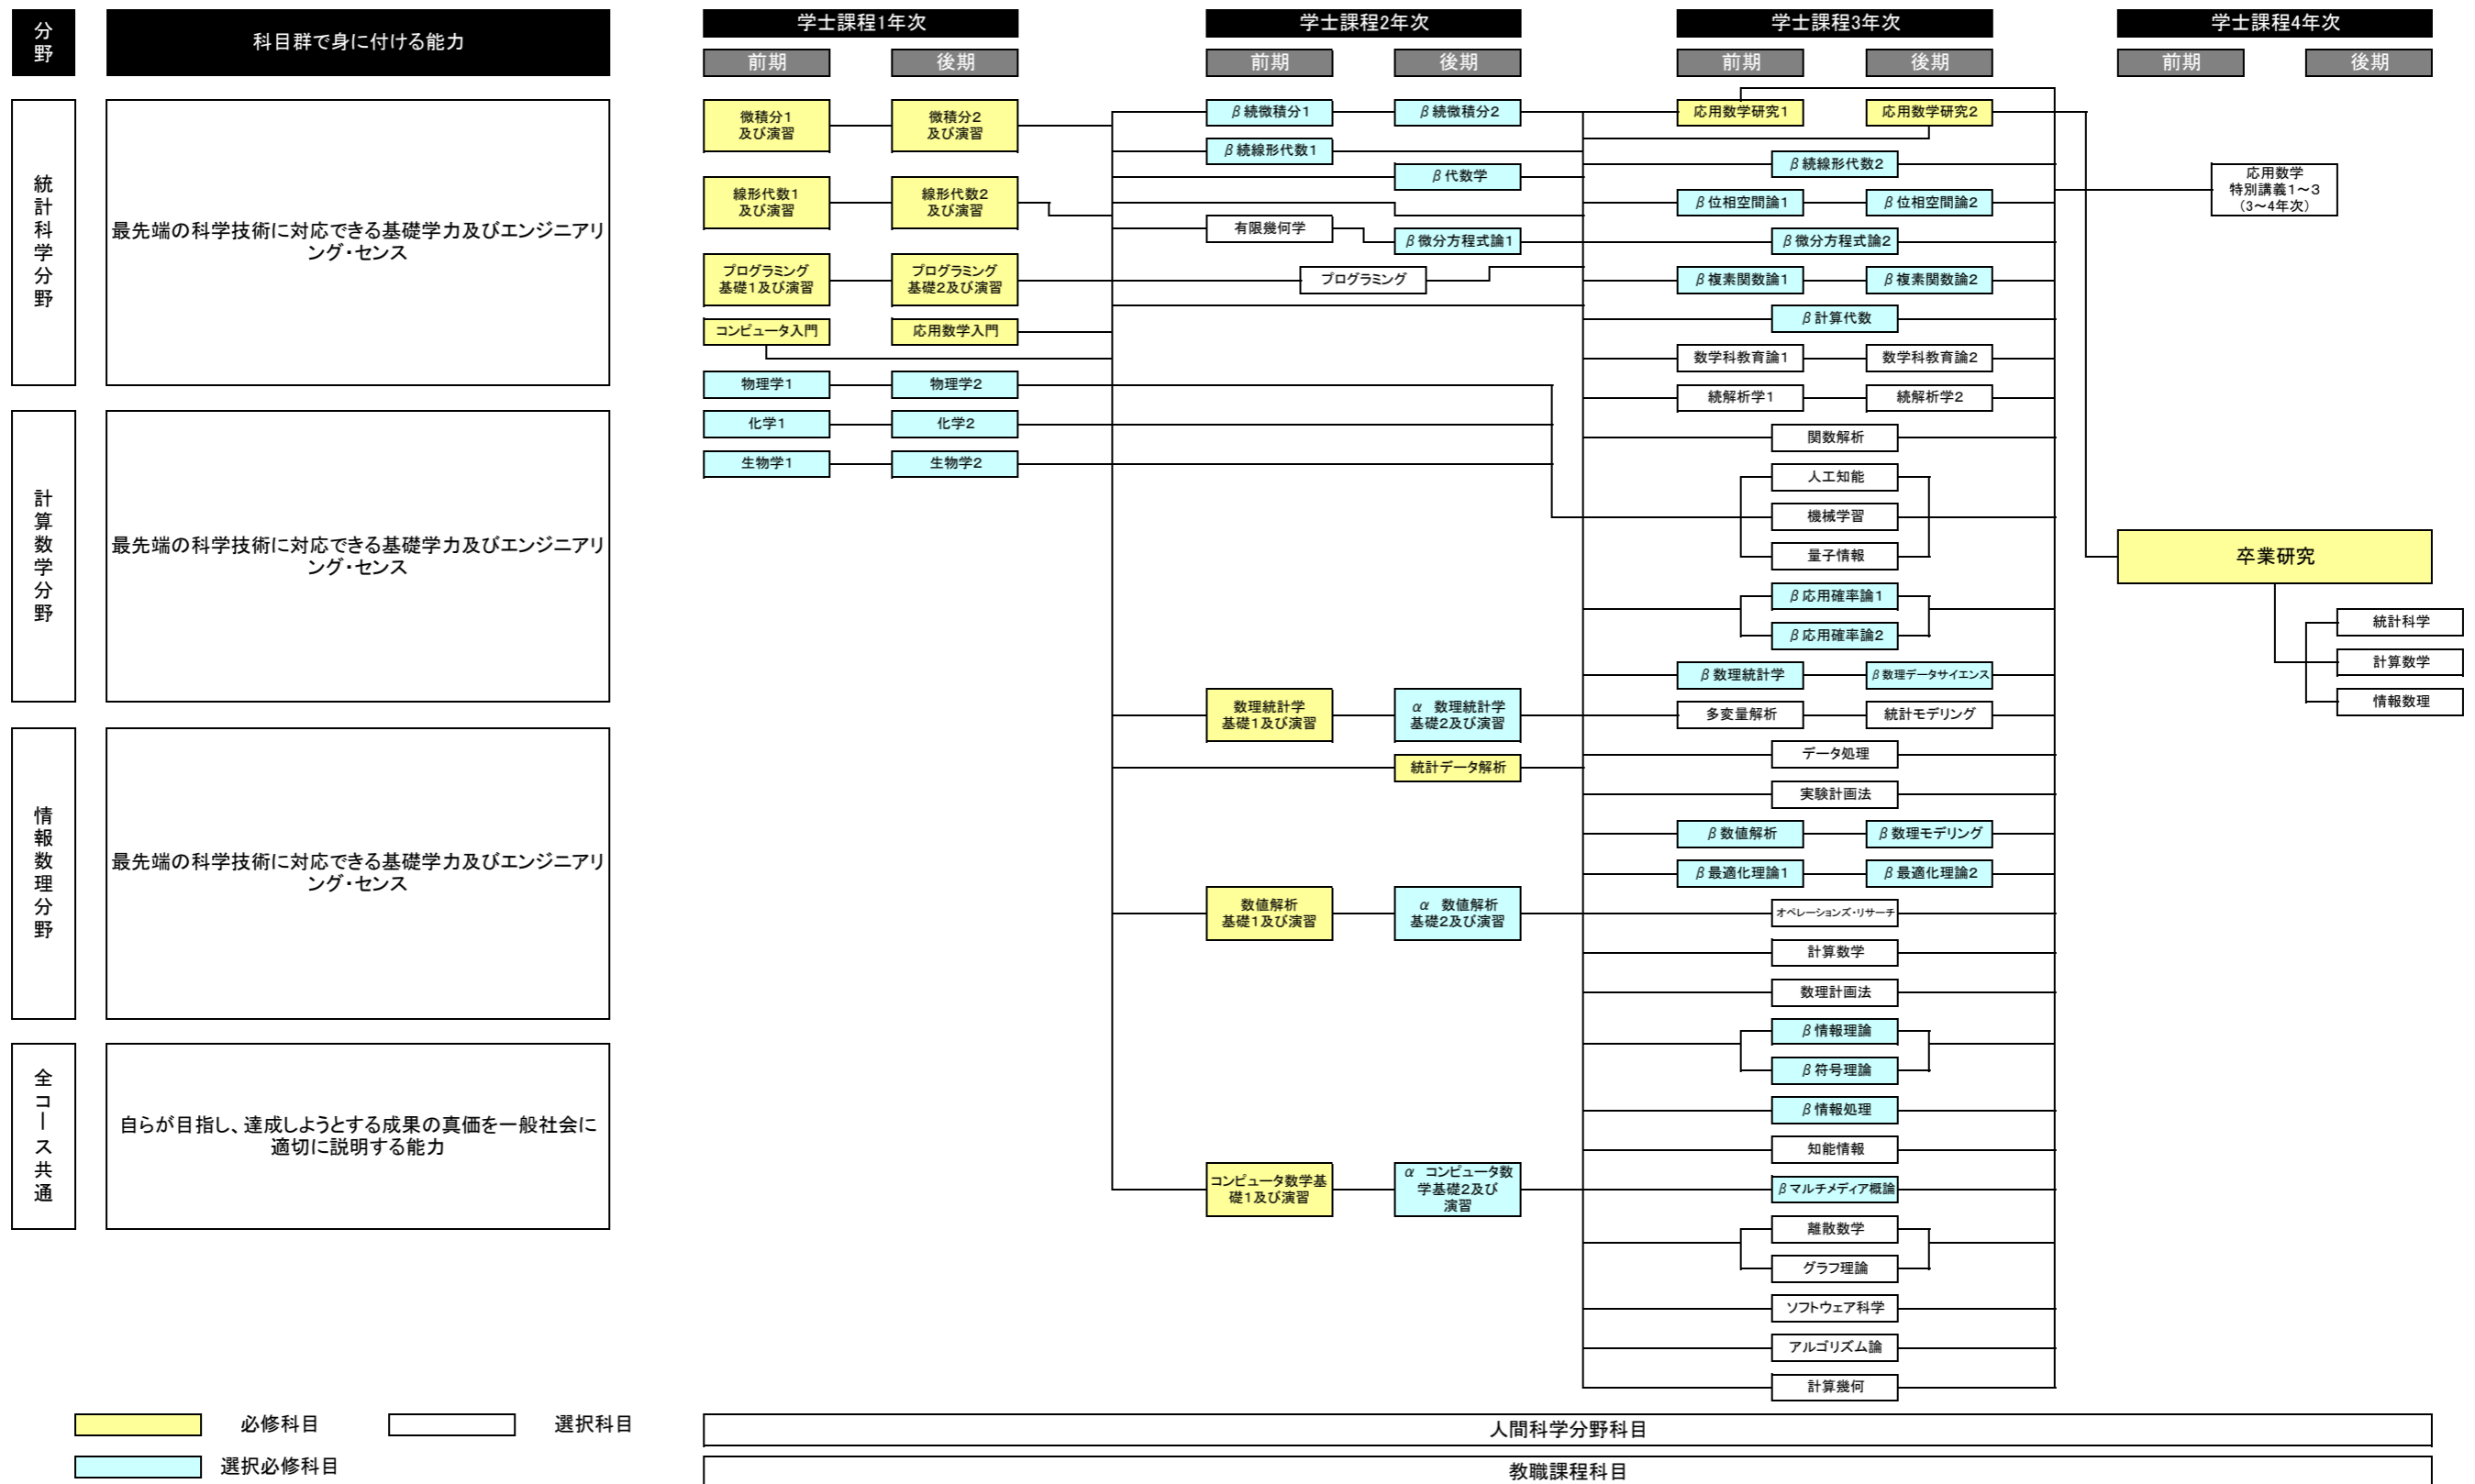 分野
科目群で身に付ける能力
学士課程1年次
学士課程2年次
学士課程3年次
学士課程4年次
前期
後期
前期
後期
前期
後期
前期
後期
統計科学分野
最先端の科学技術に対応できる基礎学力及びエンジニアリ
ング・センス
計算数学分野
最先端の科学技術に対応できる基礎学力及びエンジニアリ
ング・センス
情報数理分野
最先端の科学技術に対応できる基礎学力及びエンジニアリ
ング・センス
全コース共通
自らが目指し、達成しようとする成果の真価を一般社会に
適切に説明する能力
微積分1
及び演習
微積分2
及び演習
線形代数1
及び演習
線形代数2
及び演習
プログラミング
基礎1及び演習
プログラミング
基礎2及び演習
コンピュータ入門
応用数学入門
物理学1
物理学2
化学1
化学2
生物学1
生物学2
β続微積分1
β続微積分2
β続線形代数1
β代数学
有限幾何学
β微分方程式論1
プログラミング
数理統計学
基礎1及び演習
α 数理統計学
基礎2及び演習
統計データ解析
数値解析
基礎1及び演習
α 数値解析
基礎2及び演習
コンピュータ数学基
礎1及び演習
α コンピュータ数
学基礎2及び
演習
応用数学研究1
応用数学研究2
β続線形代数2
β位相空間論1
β位相空間論2
β微分方程式論2
β複素関数論1
β複素関数論2
β計算代数
数学科教育論1
数学科教育論2
続解析学1
続解析学2
関数解析
人工知能
機械学習
量子情報
β応用確率論1
β応用確率論2
β数理統計学
β数理データサイエンス
多変量解析
統計モデリング
データ処理
実験計画法
β数値解析
β数理モデリング
β最適化理論1
β最適化理論2
オペレーションズ・リサーチ
計算数学
数理計画法
β情報理論
β符号理論
β情報処理
知能情報
βマルチメディア概論
離散数学
グラフ理論
ソフトウェア科学
アルゴリズム論
計算幾何
応用数学
特別講義1～3
(3～4年次)
卒業研究
統計科学
計算数学
情報数理
必修科目
選択科目
選択必修科目
人間科学分野科目
教職課程科目